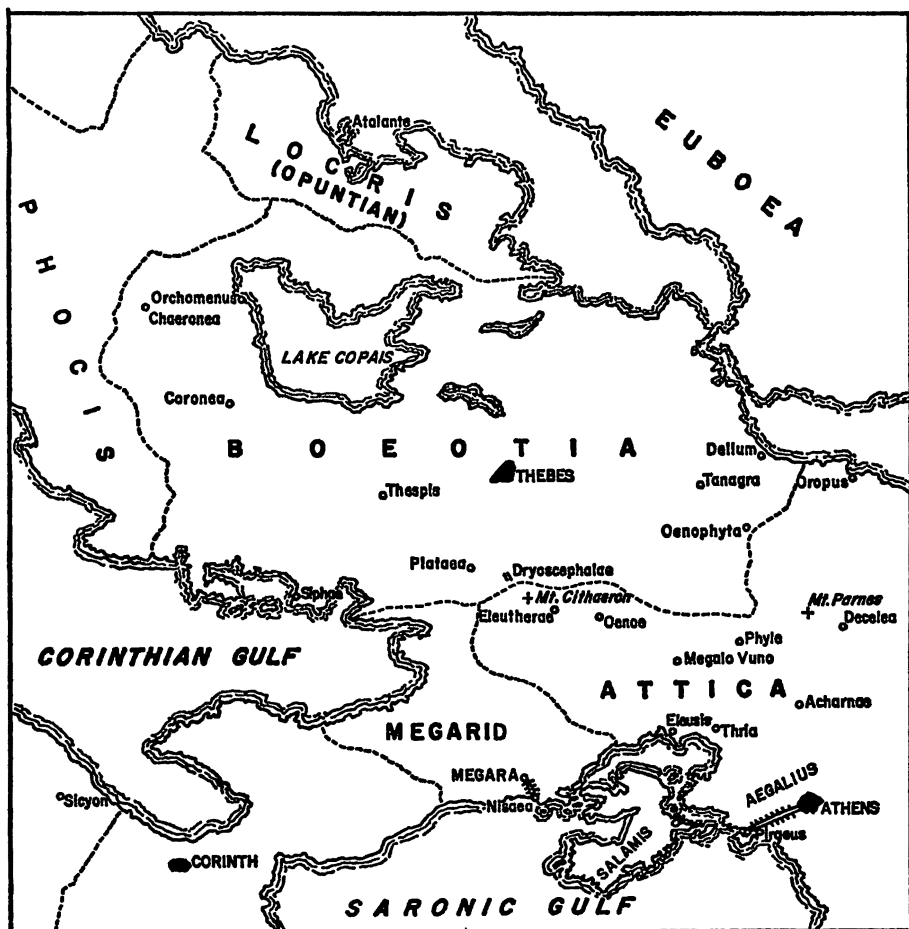 Atalante
EUBOEA
LOCRIS
(OPUNTIAN)
PHOCIS
Orchomenus
Chaeronea
LAKE COPAIS
Coronea
BOEOTIA
Delium
THEBES
Thespis
Tanagra
Oropus
Oenophyta
Plataea
Dryoscephalae
Mt. Cithaeron
Siphae
Eleutherae
Oenoe
Mt. Parnes
Decelea
Phyle
CORINTHIAN GULF
Megalo Vuno
ATTICA
Acharnae
Eleusis
Thria
MEGARID
MEGARA
Nisaea
AEGALIUS
ATHENS
Sicyon
Piraeus
SALAMIS
CORINTH
SARONIC GULF